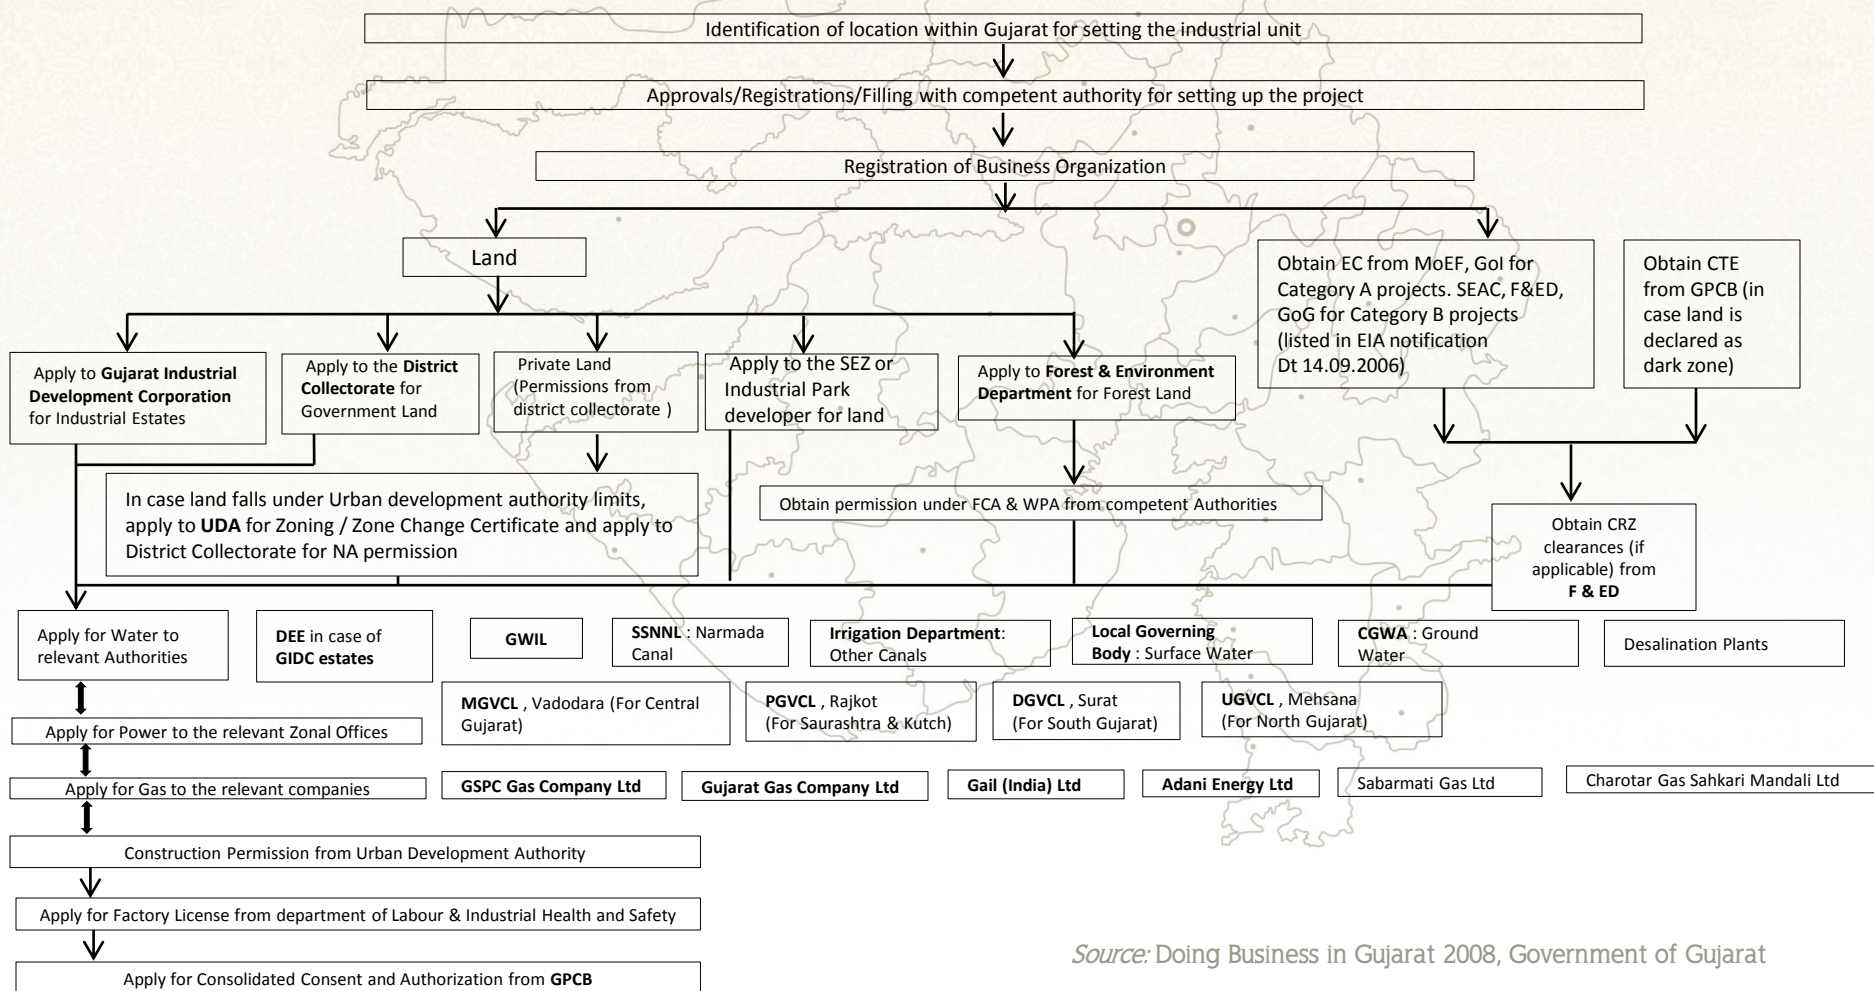 Identification of location within Gujarat for setting the industrial unit
Approvals/Registrations/Filling with competent authority for setting up the project
Registration of Business Organization
Land
Obtain EC from MoEF, GoI for
Category A projects. SEAC, F&ED,
GoG for Category B projects
(listed in EIA notification
Dt 14.09.2006)
Obtain CTE
from GPCB (in
case land is
declared as
dark zone)
Apply to Gujarat Industrial
Development Corporation
for Industrial Estates
Apply to the District
Collectorate for
Government Land
Private Land
(Permissions from
district collectorate )
Apply to the SEZ or
Industrial Park
developer for land
Apply to Forest & Environment
Department for Forest Land
In case land falls under Urban development authority limits,
apply to UDA for Zoning / Zone Change Certificate and apply to
District Collectorate for NA permission
Obtain permission under FCA & WPA from competent Authorities
Obtain CRZ
clearances (if
applicable) from
F & ED
Apply for Water to
relevant Authorities
DEE in case of
GIDC estates
GWIL
SSNNL : Narmada
Canal
Irrigation Department:
Other Canals
Local Governing
Body : Surface Water
CGWA : Ground
Water
Desalination Plants
Apply for Power to the relevant Zonal Offices
MGVCL , Vadodara (For Central
Gujarat)
PGVCL , Rajkot
(For Saurashtra & Kutch)
DGVCL , Surat
(For South Gujarat)
UGVCL , Mehsana
(For North Gujarat)
Apply for Gas to the relevant companies
GSPC Gas Company Ltd
Gujarat Gas Company Ltd
Gail (India) Ltd
Adani Energy Ltd
Sabarmati Gas Ltd
Charotar Gas Sahkari Mandali Ltd
Construction Permission from Urban Development Authority
Apply for Factory License from department of Labour & Industrial Health and Safety
Apply for Consolidated Consent and Authorization from GPCB
Source: Doing Business in Gujarat 2008, Government of Gujarat